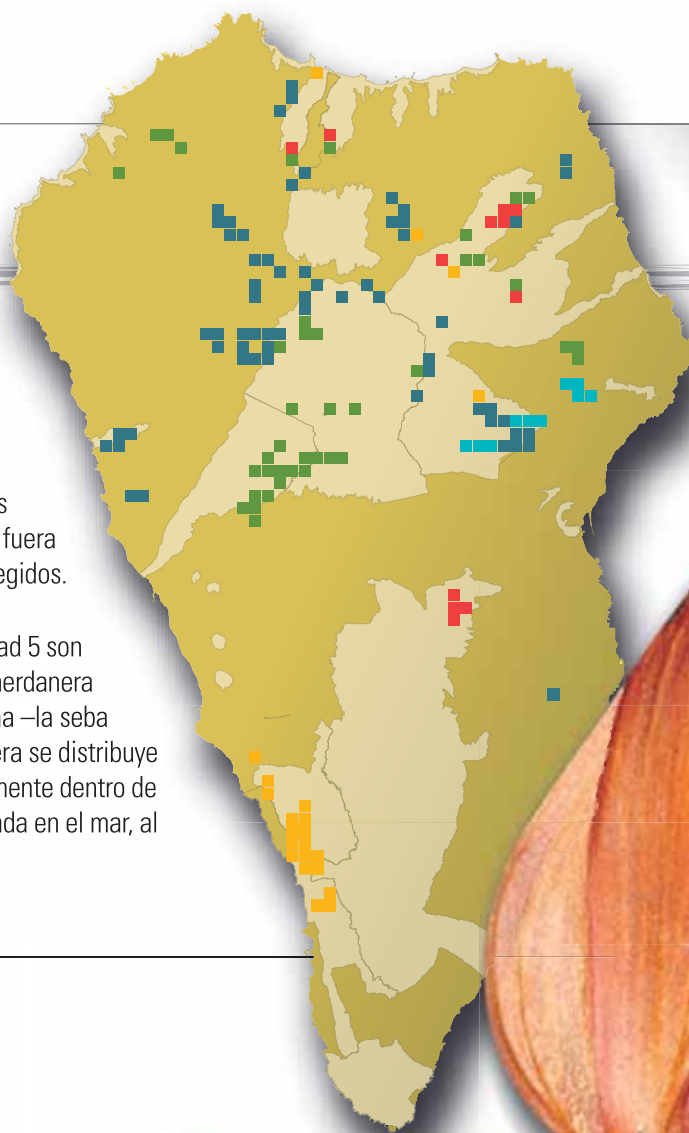 s
fuera
egidos.
ad 5 son
nerdanera
na –la seba
era se distribuye
mente dentro de
ada en el mar, al